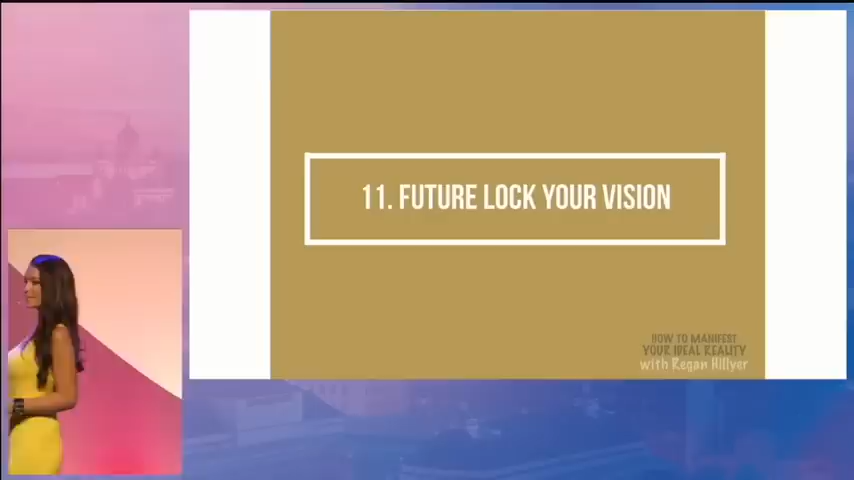 11. FUTURE LOCK YOUR VISION
HOW TO MANIFEST
YOUR IDEAL REALITY
with Regan Hillyer